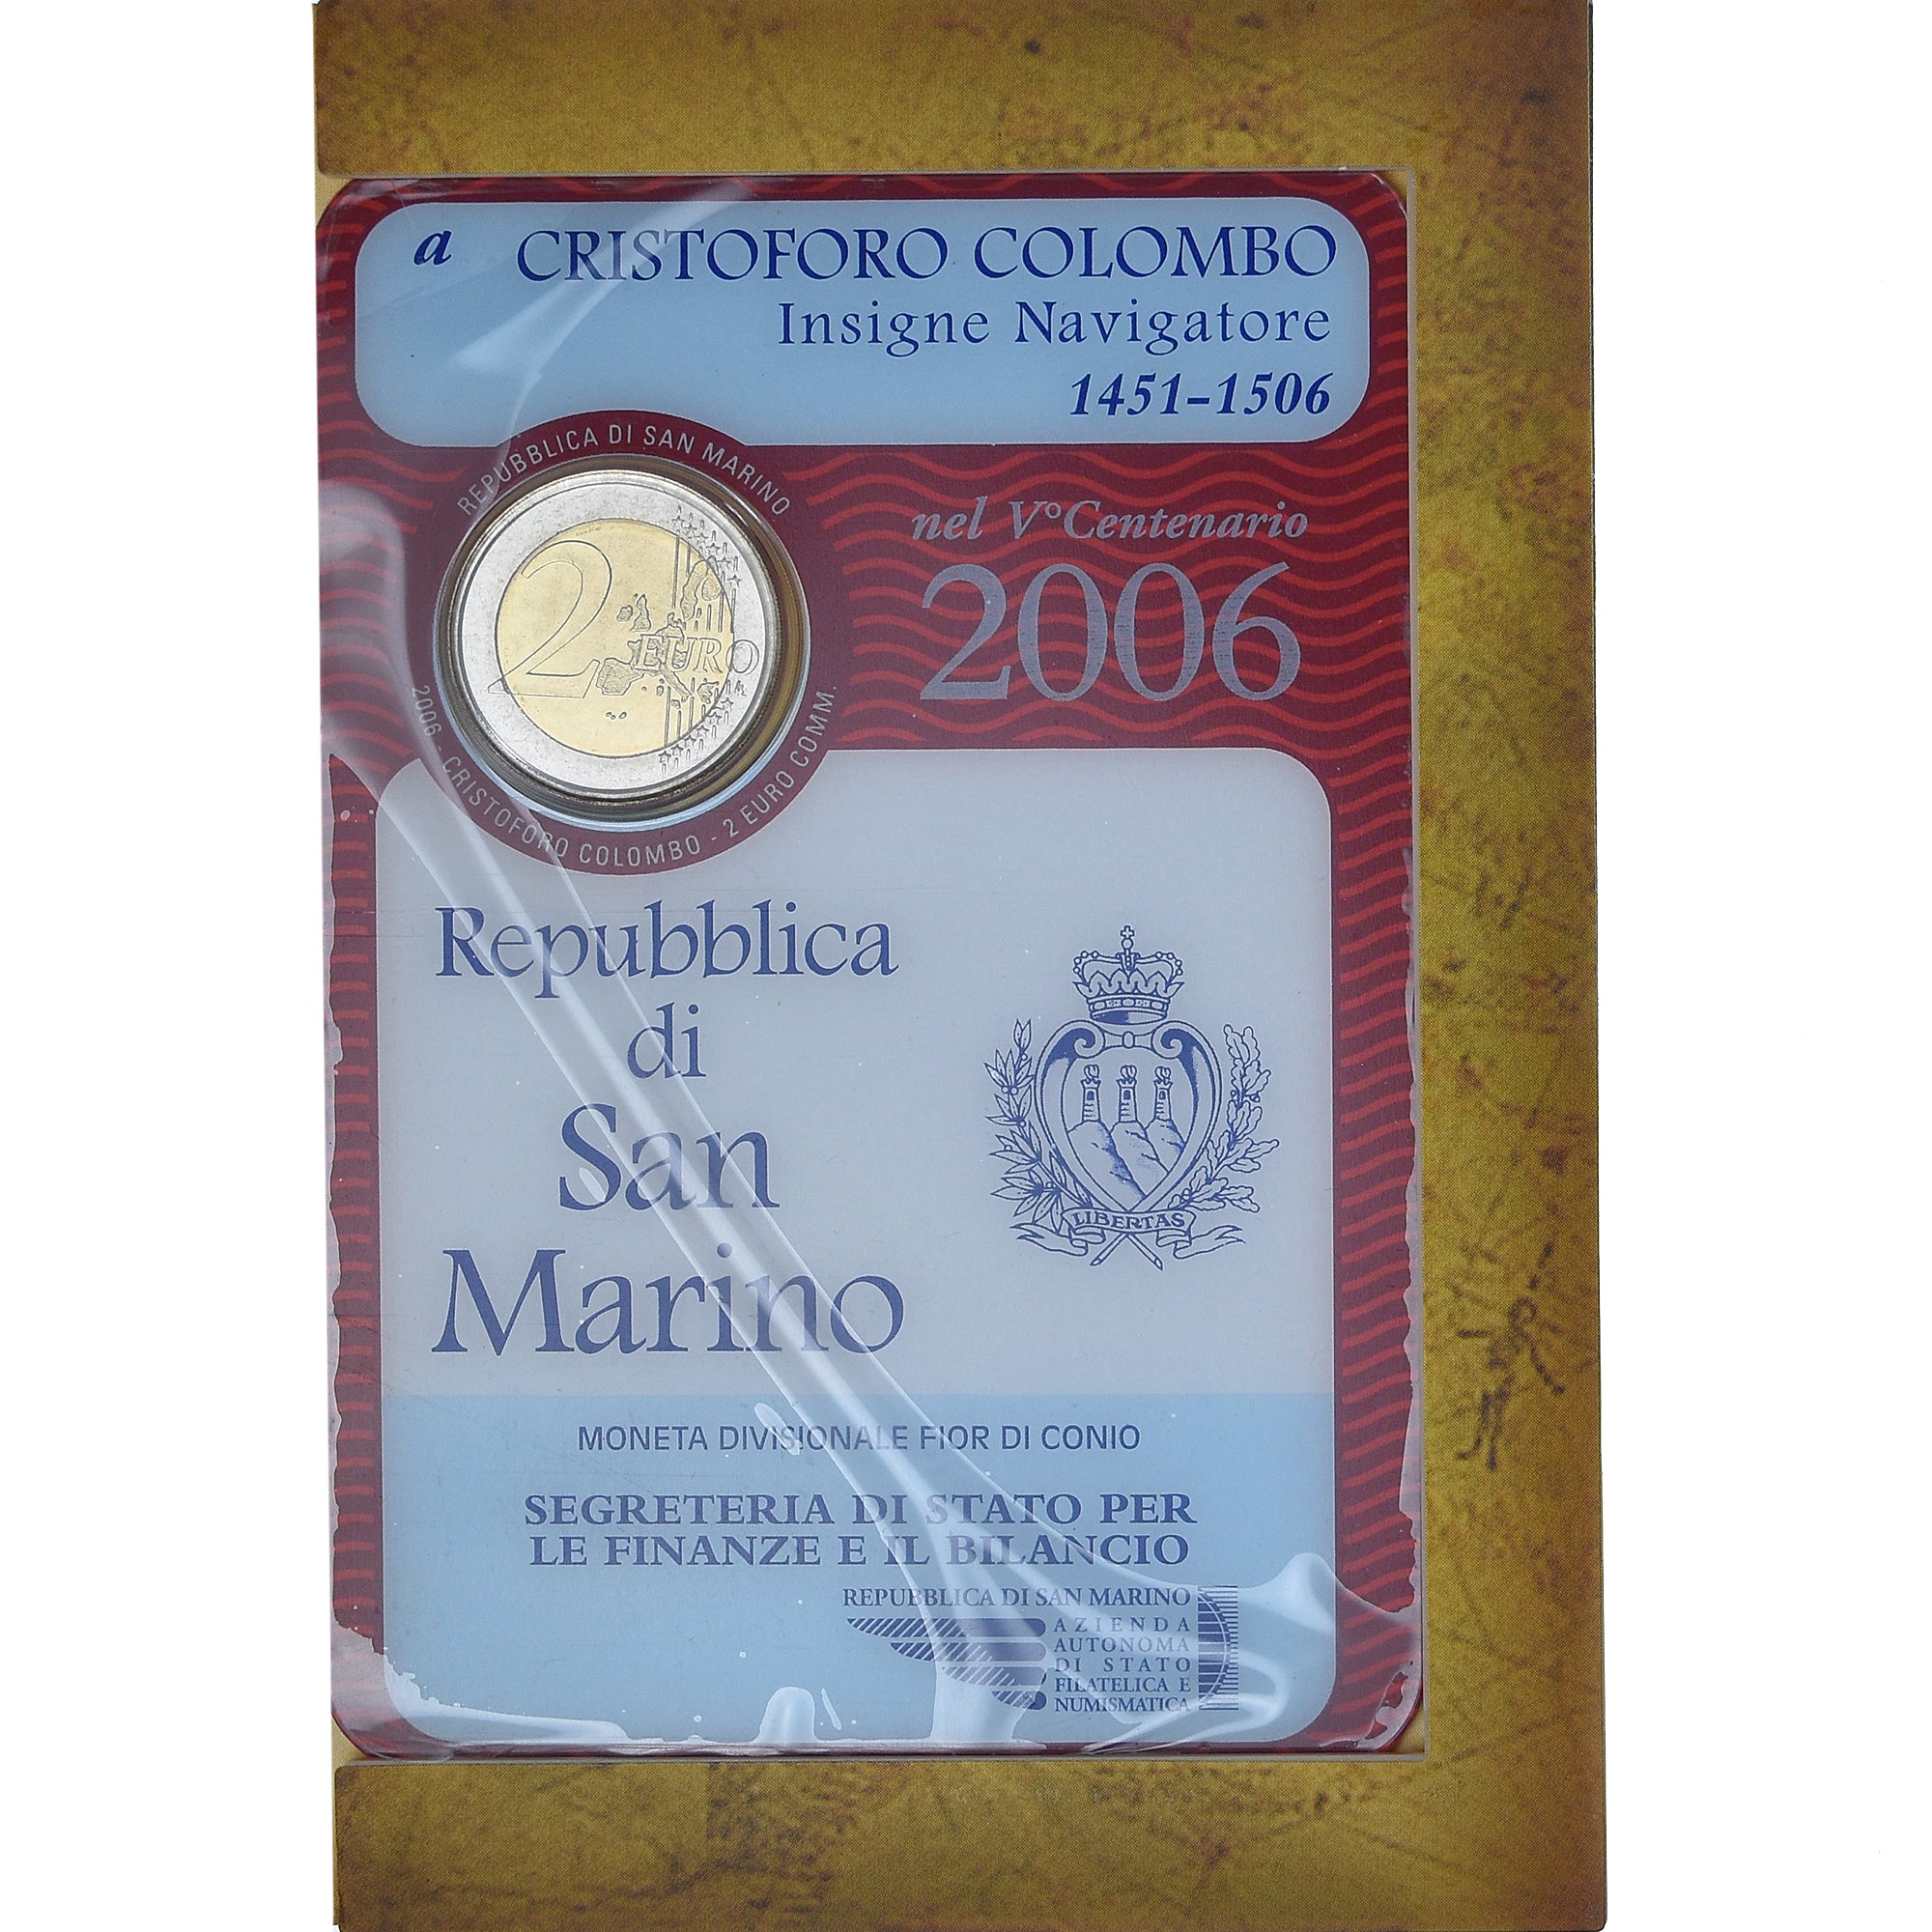 a CRISTOFORO COLOMBO
Insigne Navigatore
1451-1506
REPUBBLICA DI SAN MARINO
2 EURO
2006 - CRISTOFORO COLOMBO - 2 EURO COMM.
nel V° Centenario
2006
Repubblica
di
San
Marino
LIBERTAS
MONETA DIVISIONALE FIOR DI CONIO
SEGRETERIA DI STATO PER
LE FINANZE E IL BILANCIO
REPUBBLICA DI SAN MARINO
AZIENDA
AUTONOMA
DI STATO
FILATELICA E
NUMISMATICA